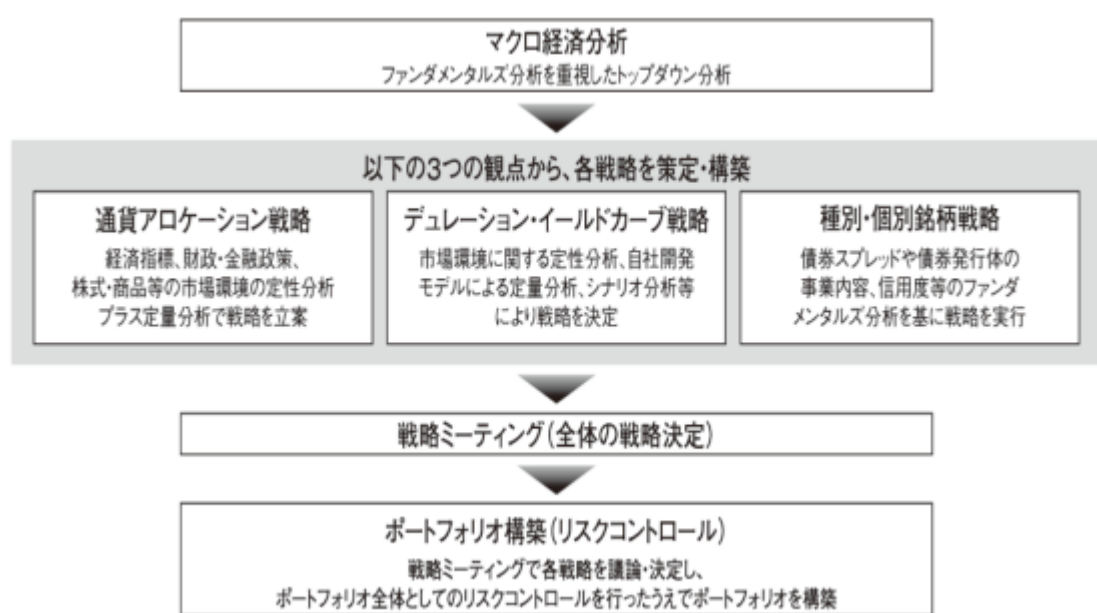 マクロ経済分析
ファンダメンタルズ分析を重視したトップダウン分析
以下の3つの観点から、各戦略を策定・構築
通貨アロケーション戦略
経済指標、財政・金融政策、
株式・商品等の市場環境の定性分析
プラス定量分析で戦略を立案
デュレーション・イールドカーブ戦略
市場環境に関する定性分析、自社開発
モデルによる定量分析、シナリオ分析等
により戦略を決定
種別・個別銘柄戦略
債券スプレッドや債券発行体の
事業内容、信用度等のファンダ
メンタルズ分析を基に戦略を実行
戦略ミーティング(全体の戦略決定)
ポートフォリオ構築(リスクコントロール)
戦略ミーティングで各戦略を議論・決定し、
ポートフォリオ全体としてのリスクコントロールを行ったうえでポートフォリオを構築